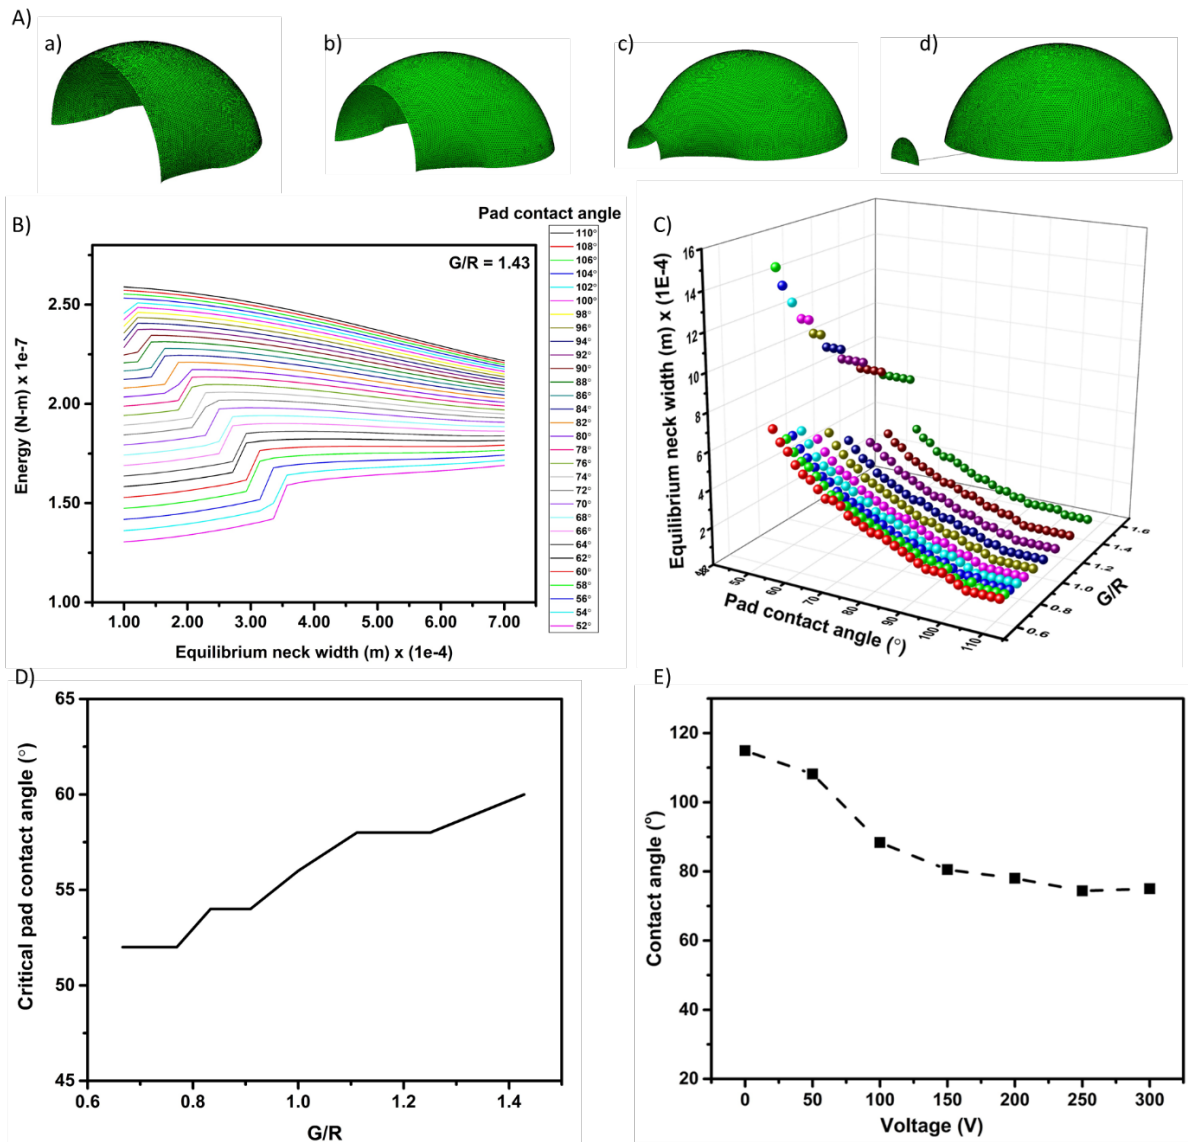 A)
a)
b)
c)
d)
B)
Pad contact angle
G/R = 1.43
110°
108°
106°
104°
102°
100°
98°
96°
94°
92°
90°
88°
86°
84°
82°
80°
78°
76°
74°
72°
70°
68°
66°
64°
62°
60°
58°
56°
54°
52°
2.50
2.00
1.50
1.00
Energy (N-m) x 1e-7
1.00 2.00 3.00 4.00 5.00 6.00 7.00
Equilibrium neck width (m) x (1e-4)
C)
16
14
12
10
8
6
4
2
Equilibrium neck width (m) x (1E-4)
50
60
70
80
90
100
110
Pad contact angle (°)
0.6
0.8
1.0
1.2
1.4
1.6
G/R
D)
65
60
55
50
45
Critical pad contact angle (°)
0.6 0.8 1.0 1.2 1.4
G/R
E)
120
100
80
60
40
20
Contact angle (°)
0 50 100 150 200 250 300
Voltage (V)